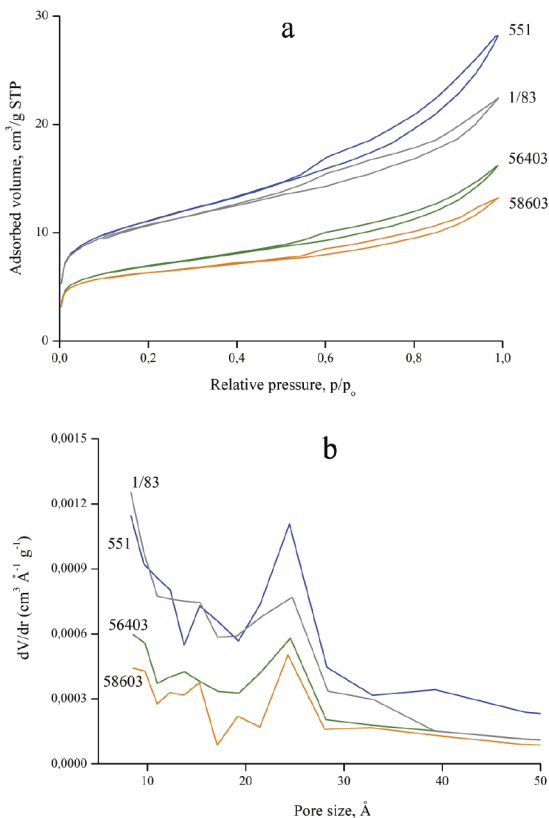 a
551
1/83
56403
58603
Adsorbed volume, cm³/g STP
30
20
10
0
0,0 0,2 0,4 0,6 0,8 1,0
Relative pressure, p/p₀
b
0,0015
0,0012
0,0009
0,0006
0,0003
0,0000
1/83
551
56403
58603
dV/dr (cm³ Å⁻¹ g⁻¹)
10 20 30 40 50
Pore size, Å